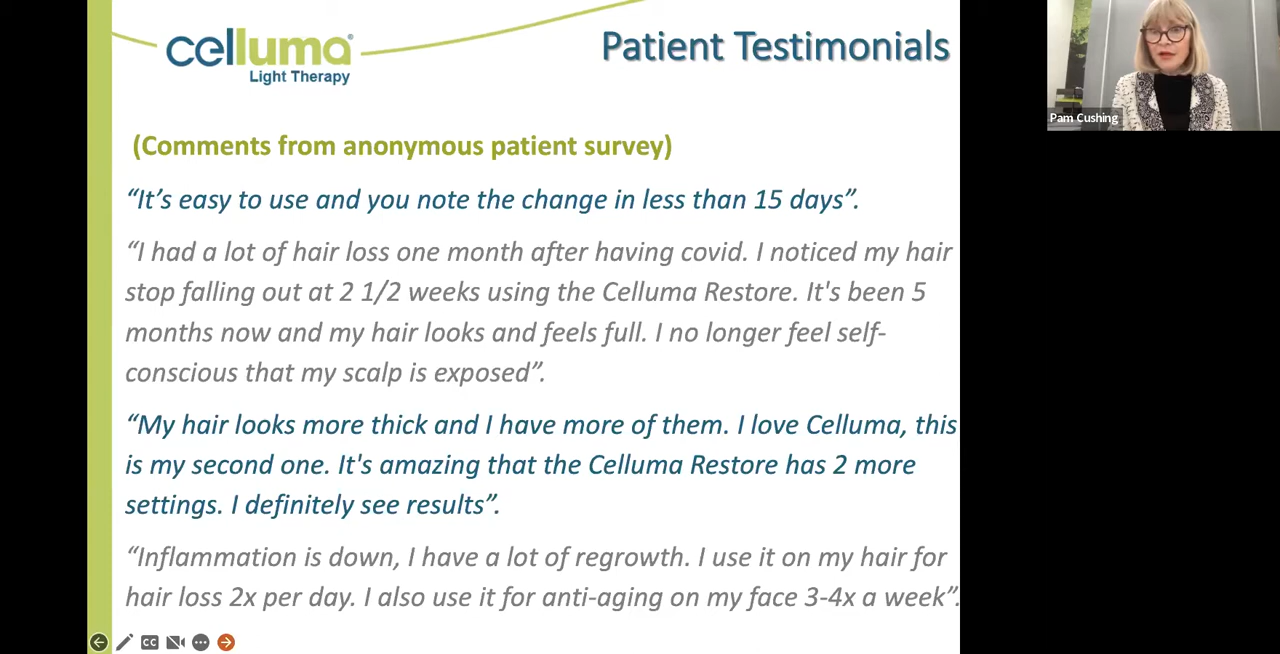 celluma®
Light Therapy
Patient Testimonials
Pam Cushing
(Comments from anonymous patient survey)
“It’s easy to use and you note the change in less than 15 days”.
“I had a lot of hair loss one month after having covid. I noticed my hair
stop falling out at 2 1/2 weeks using the Celluma Restore. It's been 5
months now and my hair looks and feels full. I no longer feel self-
conscious that my scalp is exposed”.
“My hair looks more thick and I have more of them. I love Celluma, this
is my second one. It's amazing that the Celluma Restore has 2 more
settings. I definitely see results”.
“Inflammation is down, I have a lot of regrowth. I use it on my hair for
hair loss 2x per day. I also use it for anti-aging on my face 3-4x a week”.
CC